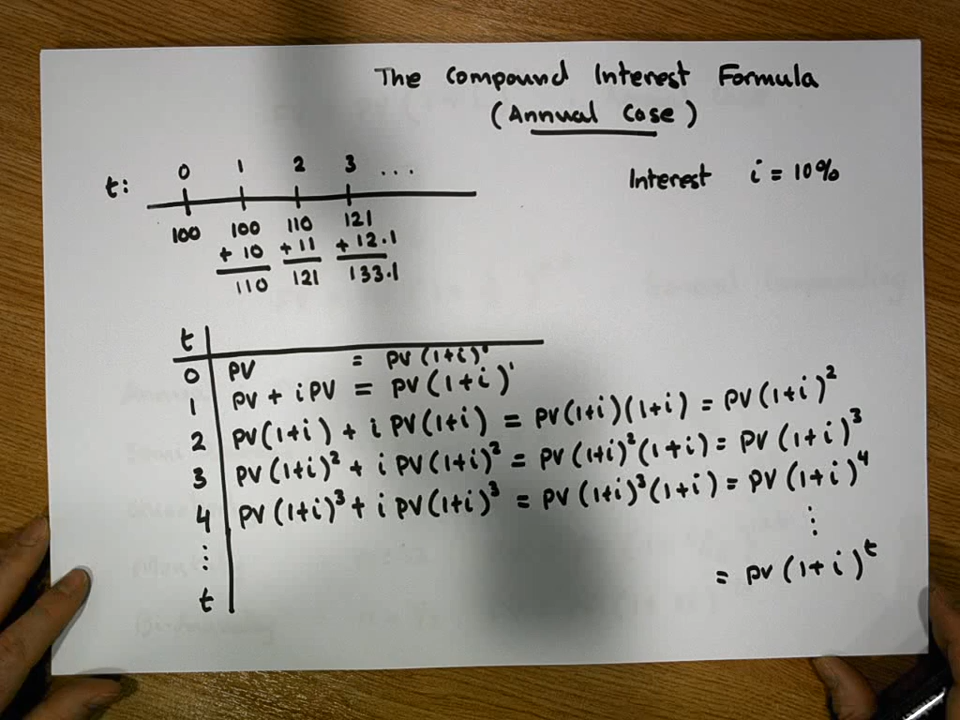 The Compound Interest Formula
(Annual Case)
Interest i = 10%
t: 0 1 2 3 ...
100 100 110 121
+ 10 + 11 + 12.1
110 121 133.1
t
0 PV = PV(1+i)⁰
1 PV + iPV = PV(1+i)¹
2 PV(1+i) + i PV(1+i) = PV(1+i)(1+i) = PV(1+i)²
3 PV(1+i)² + i PV(1+i)² = PV(1+i)²(1+i) = PV(1+i)³
4 PV(1+i)³ + i PV(1+i)³ = PV(1+i)³(1+i) = PV(1+i)⁴
⋮ ⋮
= PV(1+i)ᵗ
t